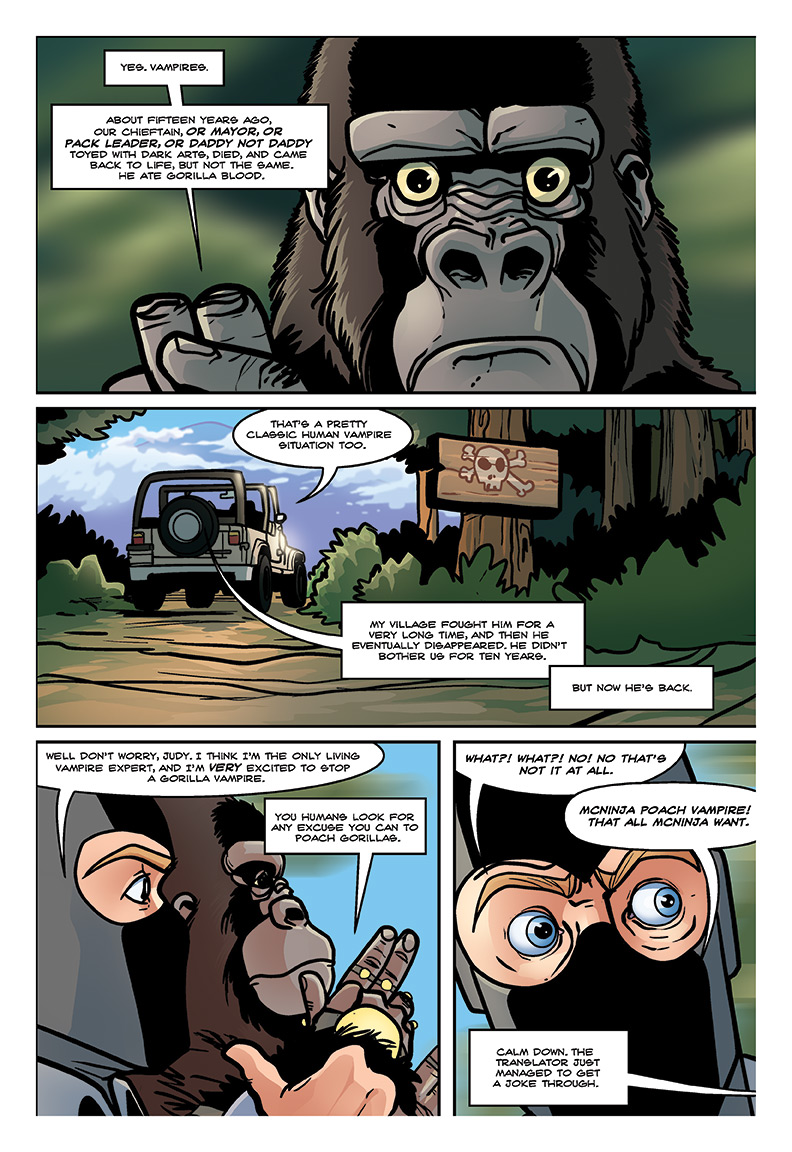 YES. VAMPIRES.
ABOUT FIFTEEN YEARS AGO,
OUR CHIEFTAIN, OR MAYOR, OR
PACK LEADER, OR DADDY NOT DADDY
TOYED WITH DARK ARTS, DIED, AND CAME
BACK TO LIFE, BUT NOT THE SAME.
HE ATE GORILLA BLOOD.
THAT'S A PRETTY
CLASSIC HUMAN VAMPIRE
SITUATION TOO.
MY VILLAGE FOUGHT HIM FOR A
VERY LONG TIME, AND THEN HE
EVENTUALLY DISAPPEARED. HE DIDN'T
BOTHER US FOR TEN YEARS.
BUT NOW HE'S BACK.
WELL DON'T WORRY, JUDY. I THINK I'M THE ONLY LIVING
VAMPIRE EXPERT, AND I'M VERY EXCITED TO STOP
A GORILLA VAMPIRE.
YOU HUMANS LOOK FOR
ANY EXCUSE YOU CAN TO
POACH GORILLAS.
WHAT?! WHAT?! NO! NO THAT'S
NOT IT AT ALL.
MCNINJA POACH VAMPIRE!
THAT ALL MCNINJA WANT.
CALM DOWN. THE
TRANSLATOR JUST
MANAGED TO GET
A JOKE THROUGH.